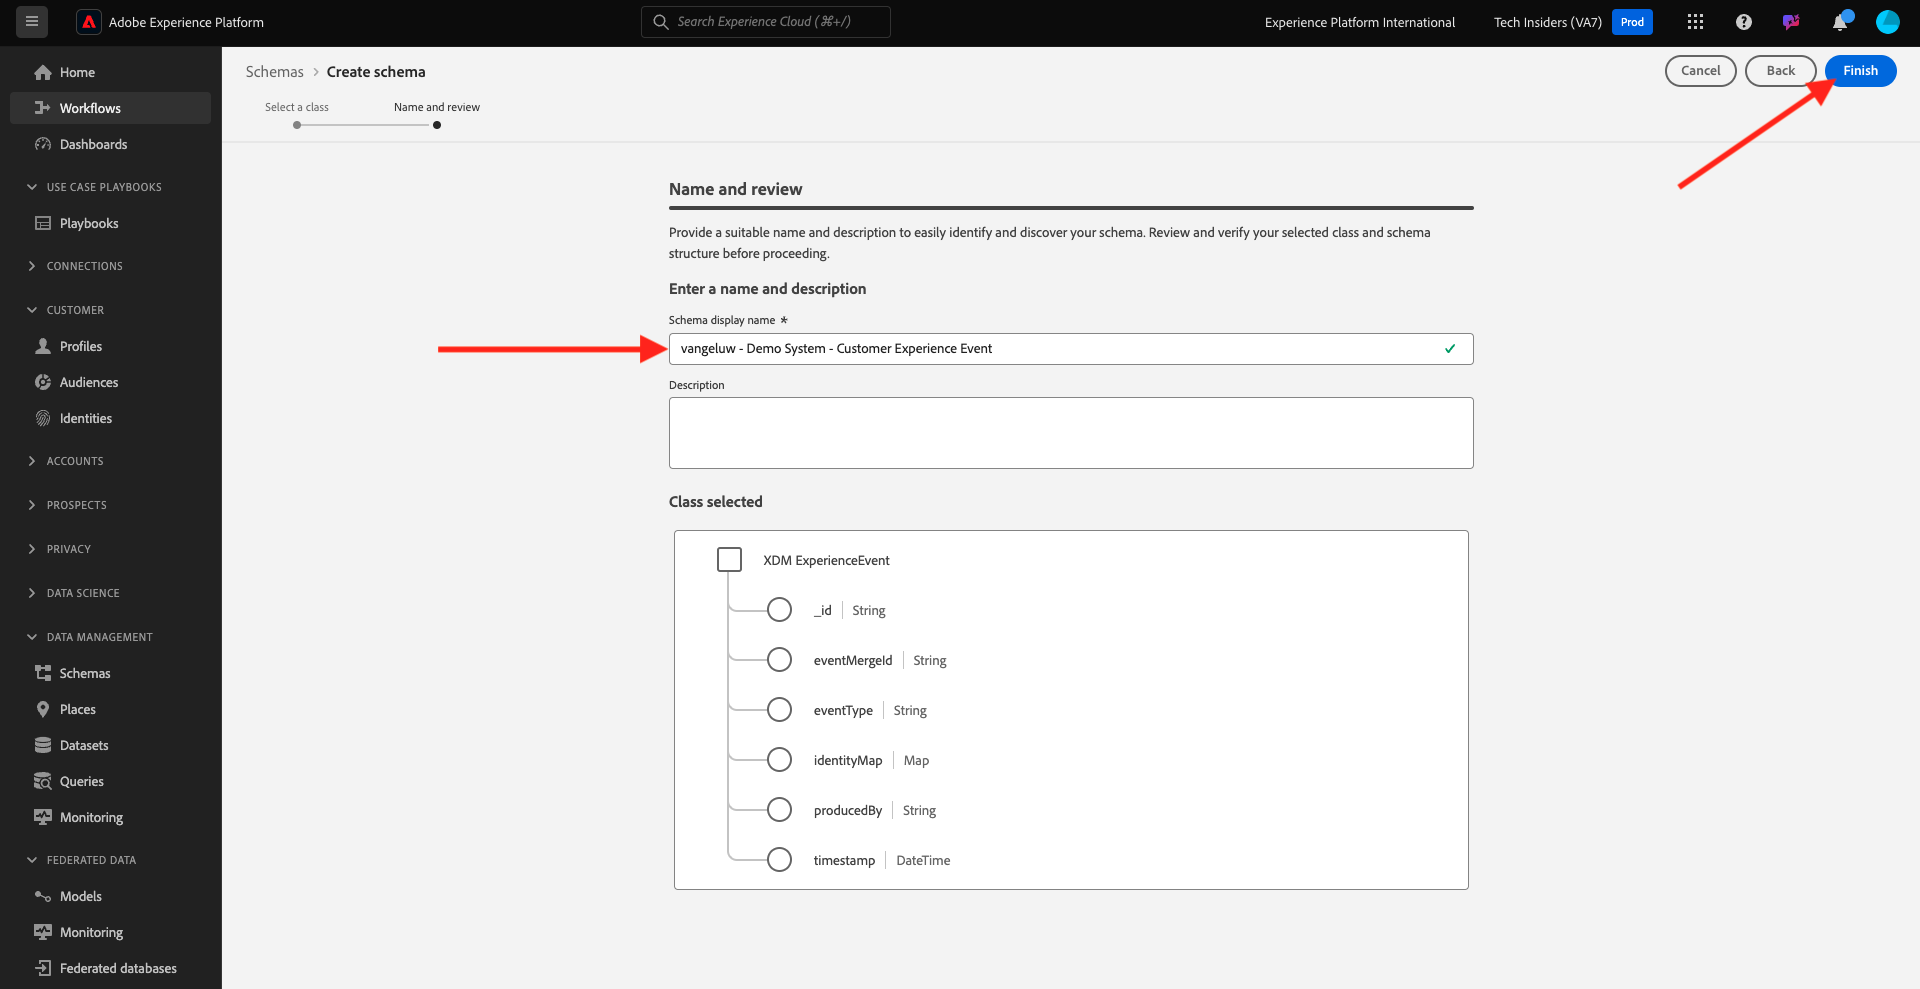 Adobe Experience Platform
Search Experience Cloud (⌘+/)
Experience Platform International
Tech Insiders (VA7)
Prod
Home
Workflows
Dashboards
USE CASE PLAYBOOKS
Playbooks
CONNECTIONS
CUSTOMER
Profiles
Audiences
Identities
ACCOUNTS
PROSPECTS
PRIVACY
DATA SCIENCE
DATA MANAGEMENT
Schemas
Places
Datasets
Queries
Monitoring
FEDERATED DATA
Models
Monitoring
Federated databases
Schemas > Create schema
Cancel
Back
Finish
Select a class
Name and review
Name and review
Provide a suitable name and description to easily identify and discover your schema. Review and verify your selected class and schema
structure before proceeding.
Enter a name and description
Schema display name *
vangeluw - Demo System - Customer Experience Event
Description
Class selected
XDM ExperienceEvent
_id | String
eventMergeId | String
eventType | String
identityMap | Map
producedBy | String
timestamp | DateTime